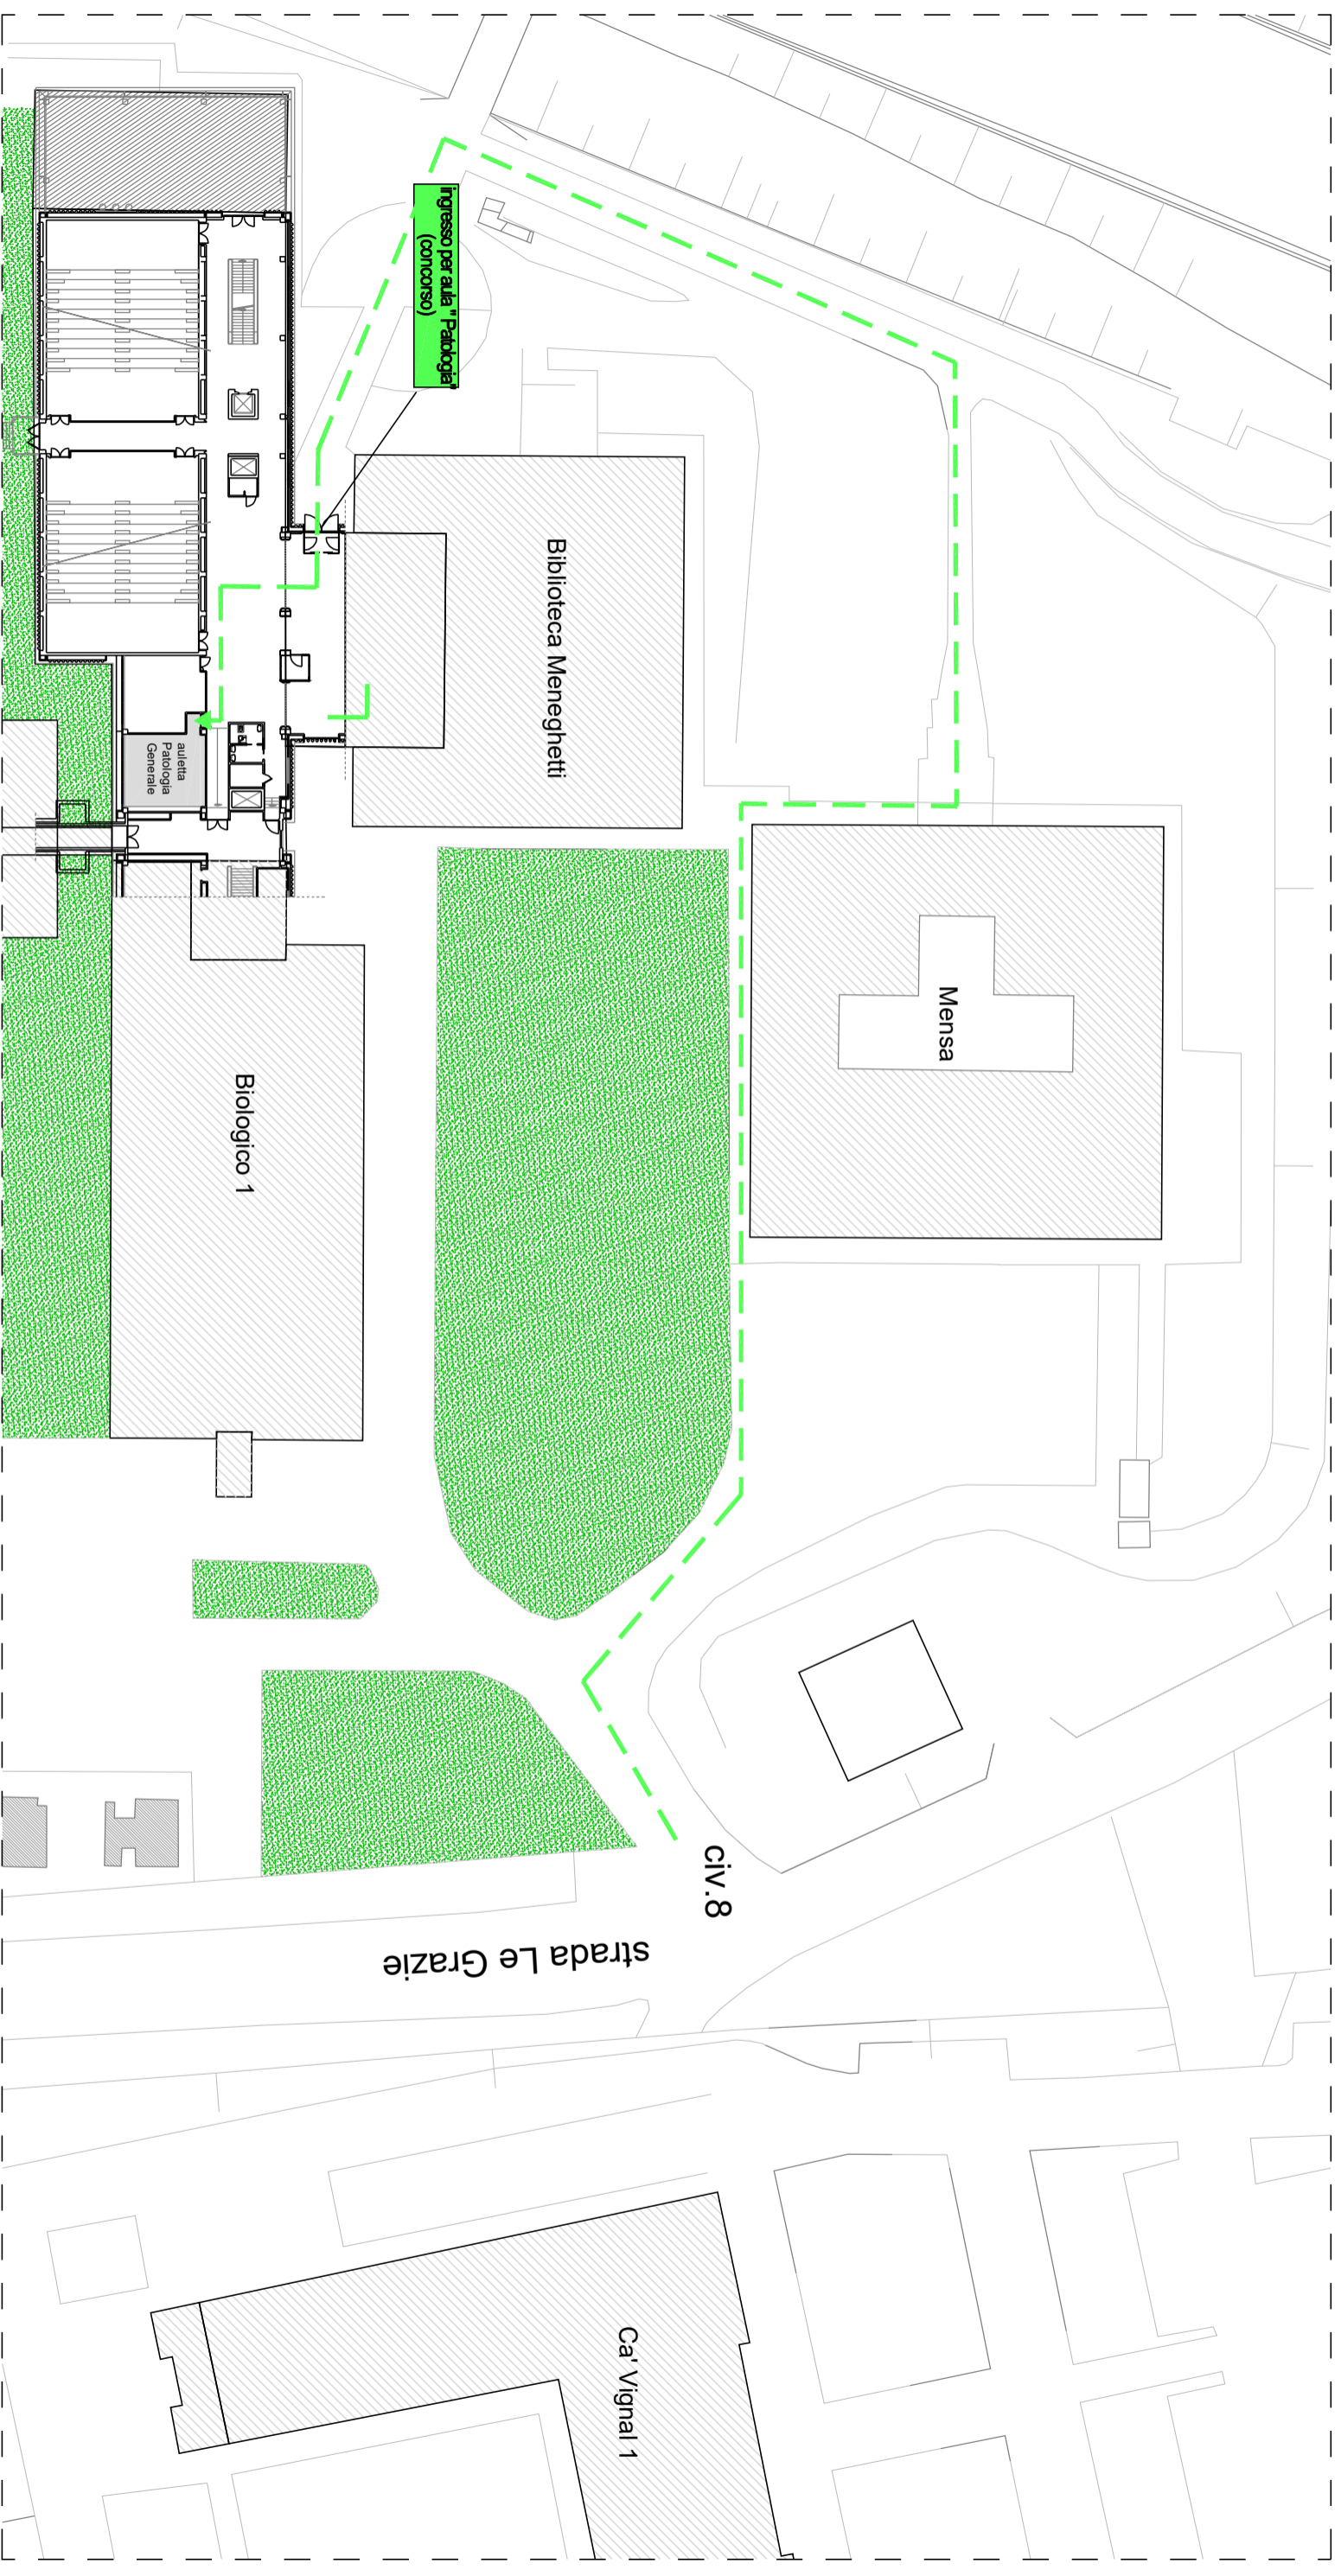 ingresso per aula " Patologia"
(concorso)
Biblioteca Meneghetti
auletta
Patologia
Generale
Mensa
Biologico 1
civ.8
strada Le Grazie
Ca' Vignal 1